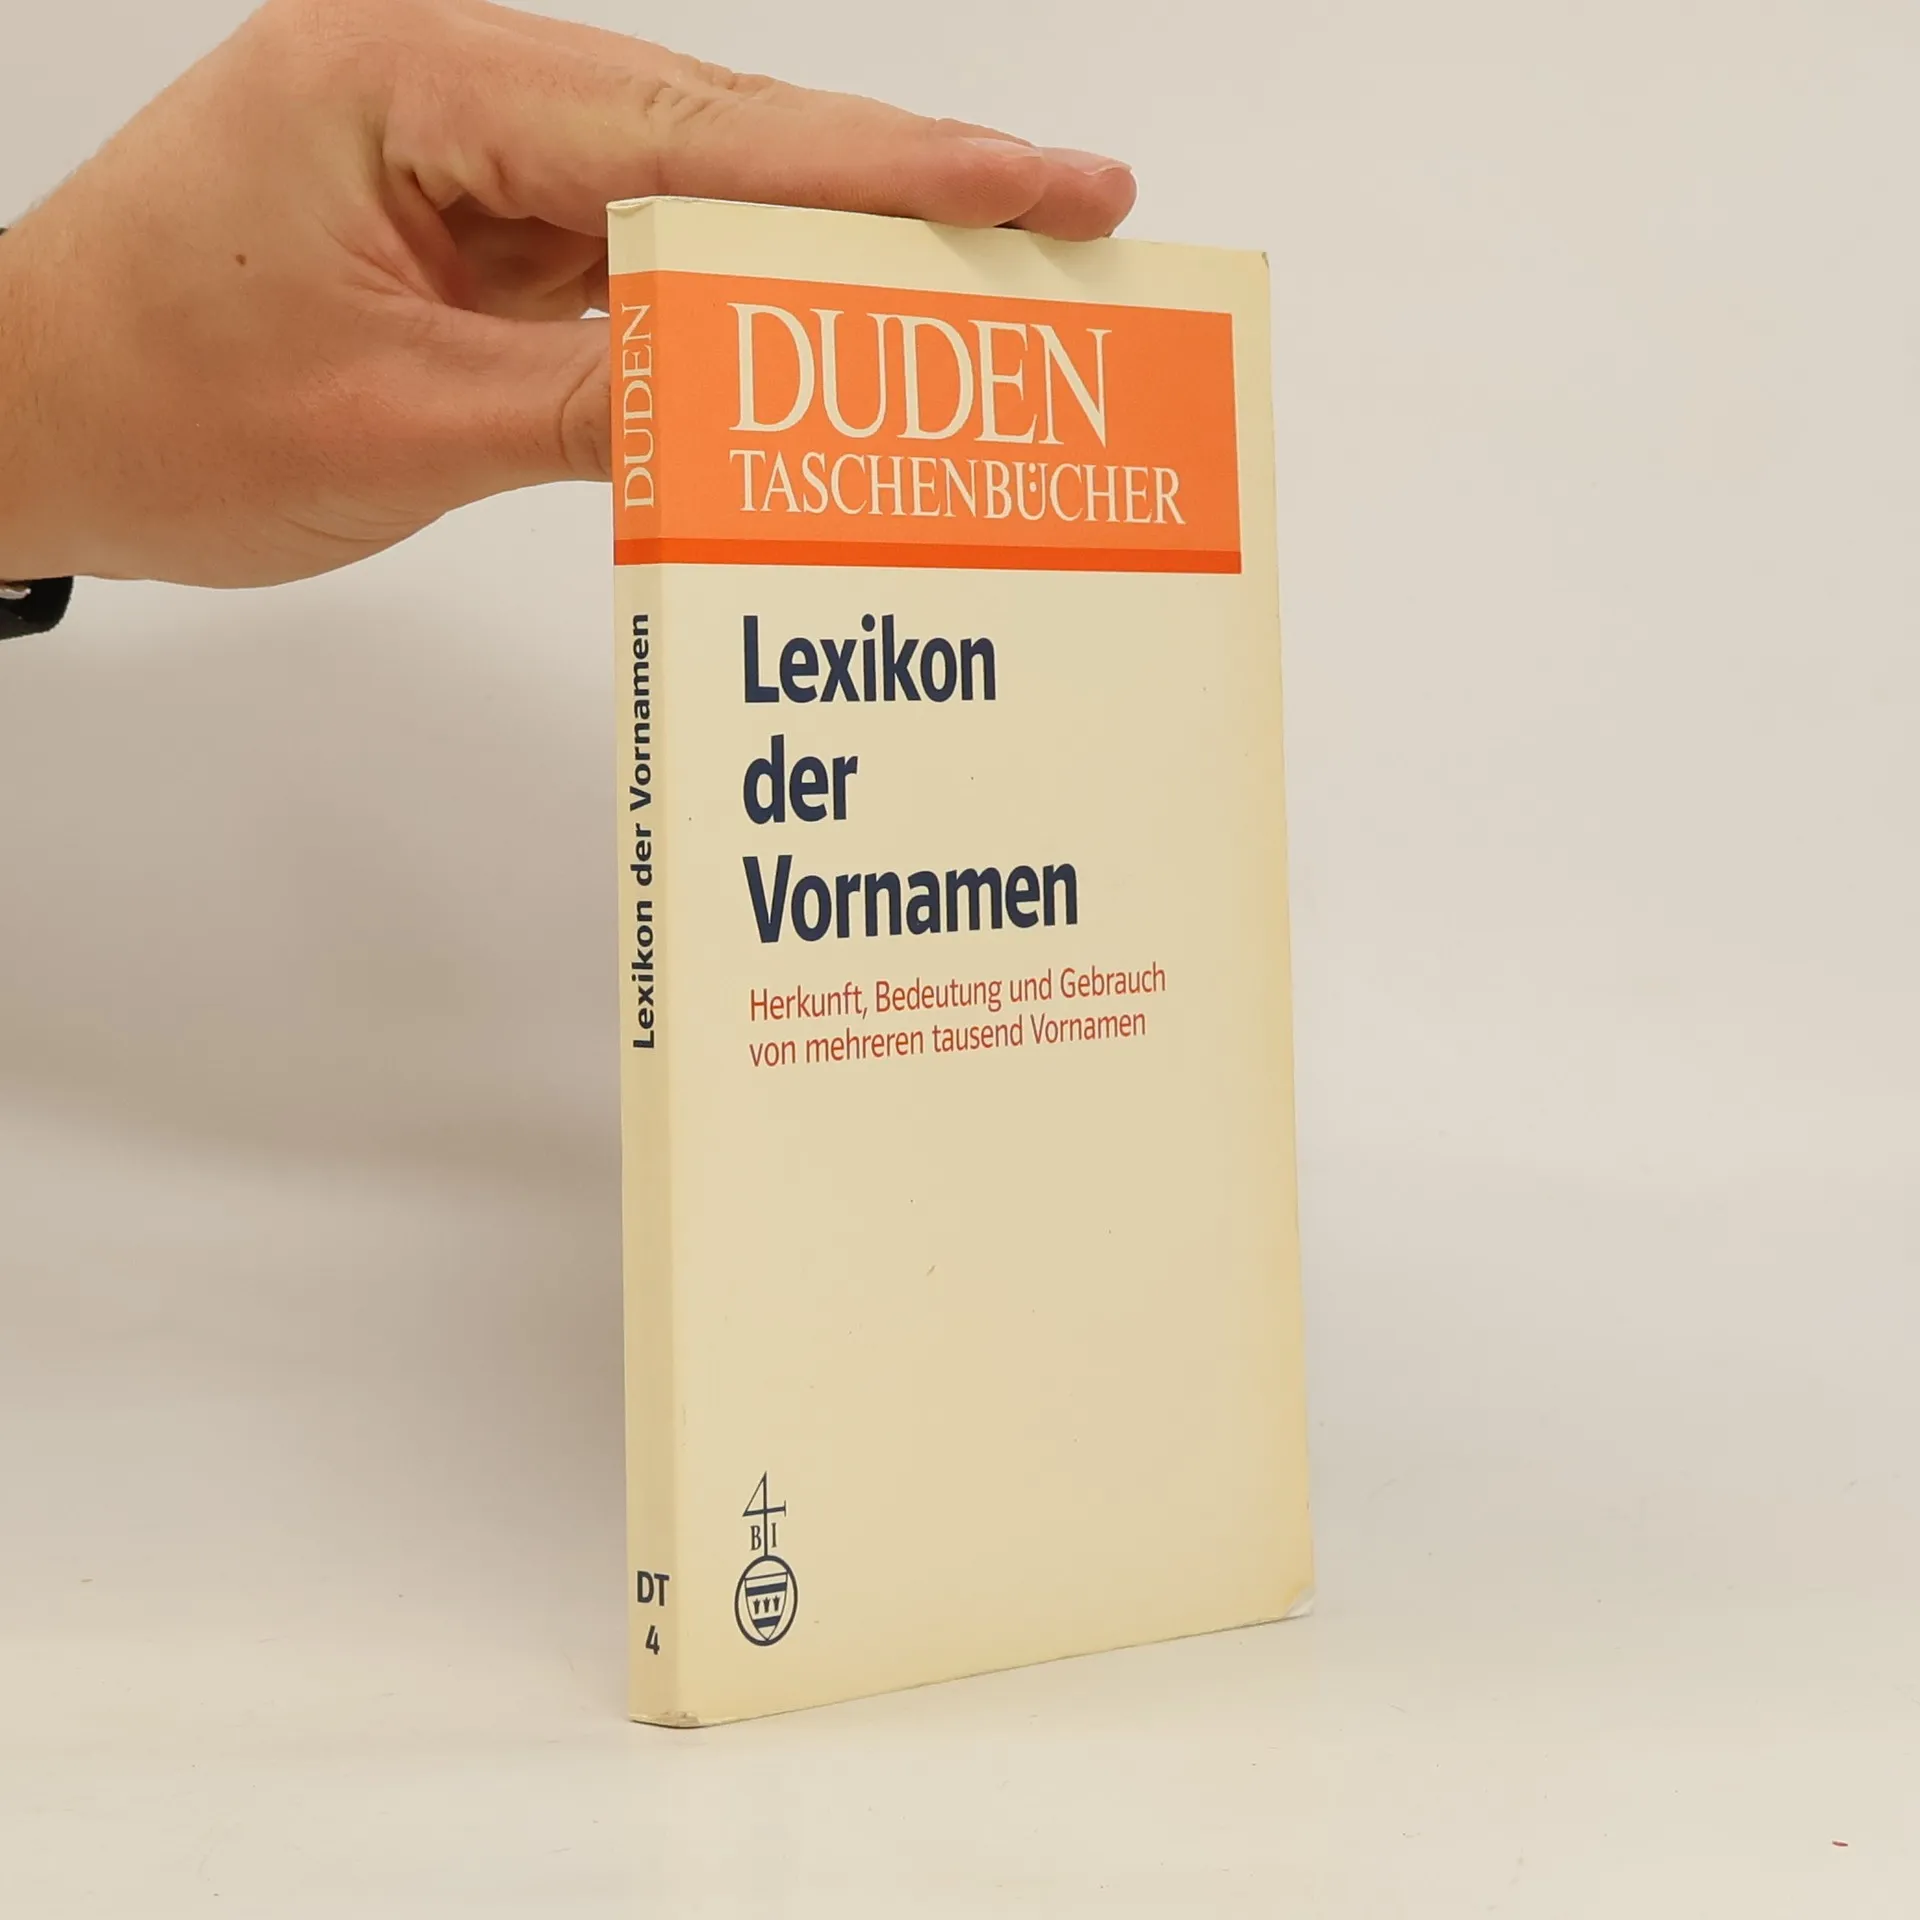 DUDEN
TASCHENBÜCHER
Lexikon
der
Vornamen
Herkunft, Bedeutung und Gebrauch
von mehreren tausend Vornamen
B I
DUDEN
Lexikon der Vornamen
DT
4